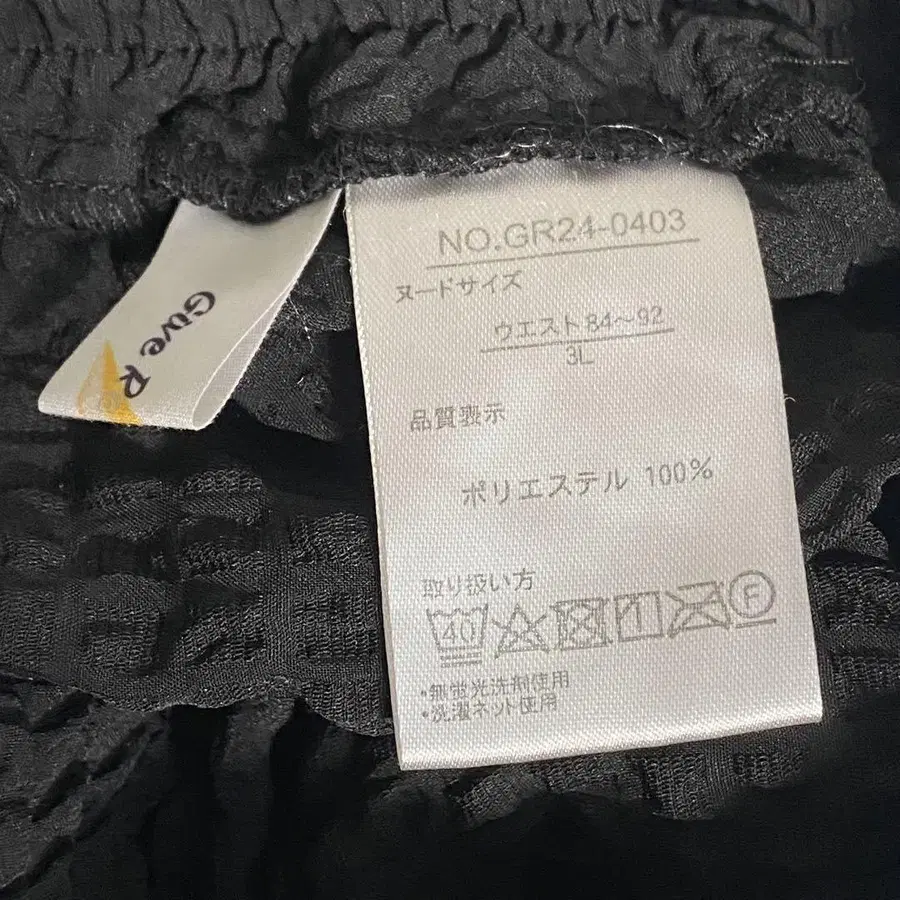 Give R
NO.GR24-0403
ヌードサイズ
ウエスト84～92
3L
品質表示
ポリエステル 100%
取り扱い方
40 1 F
・無蛍光洗剤使用
・洗濯ネット使用